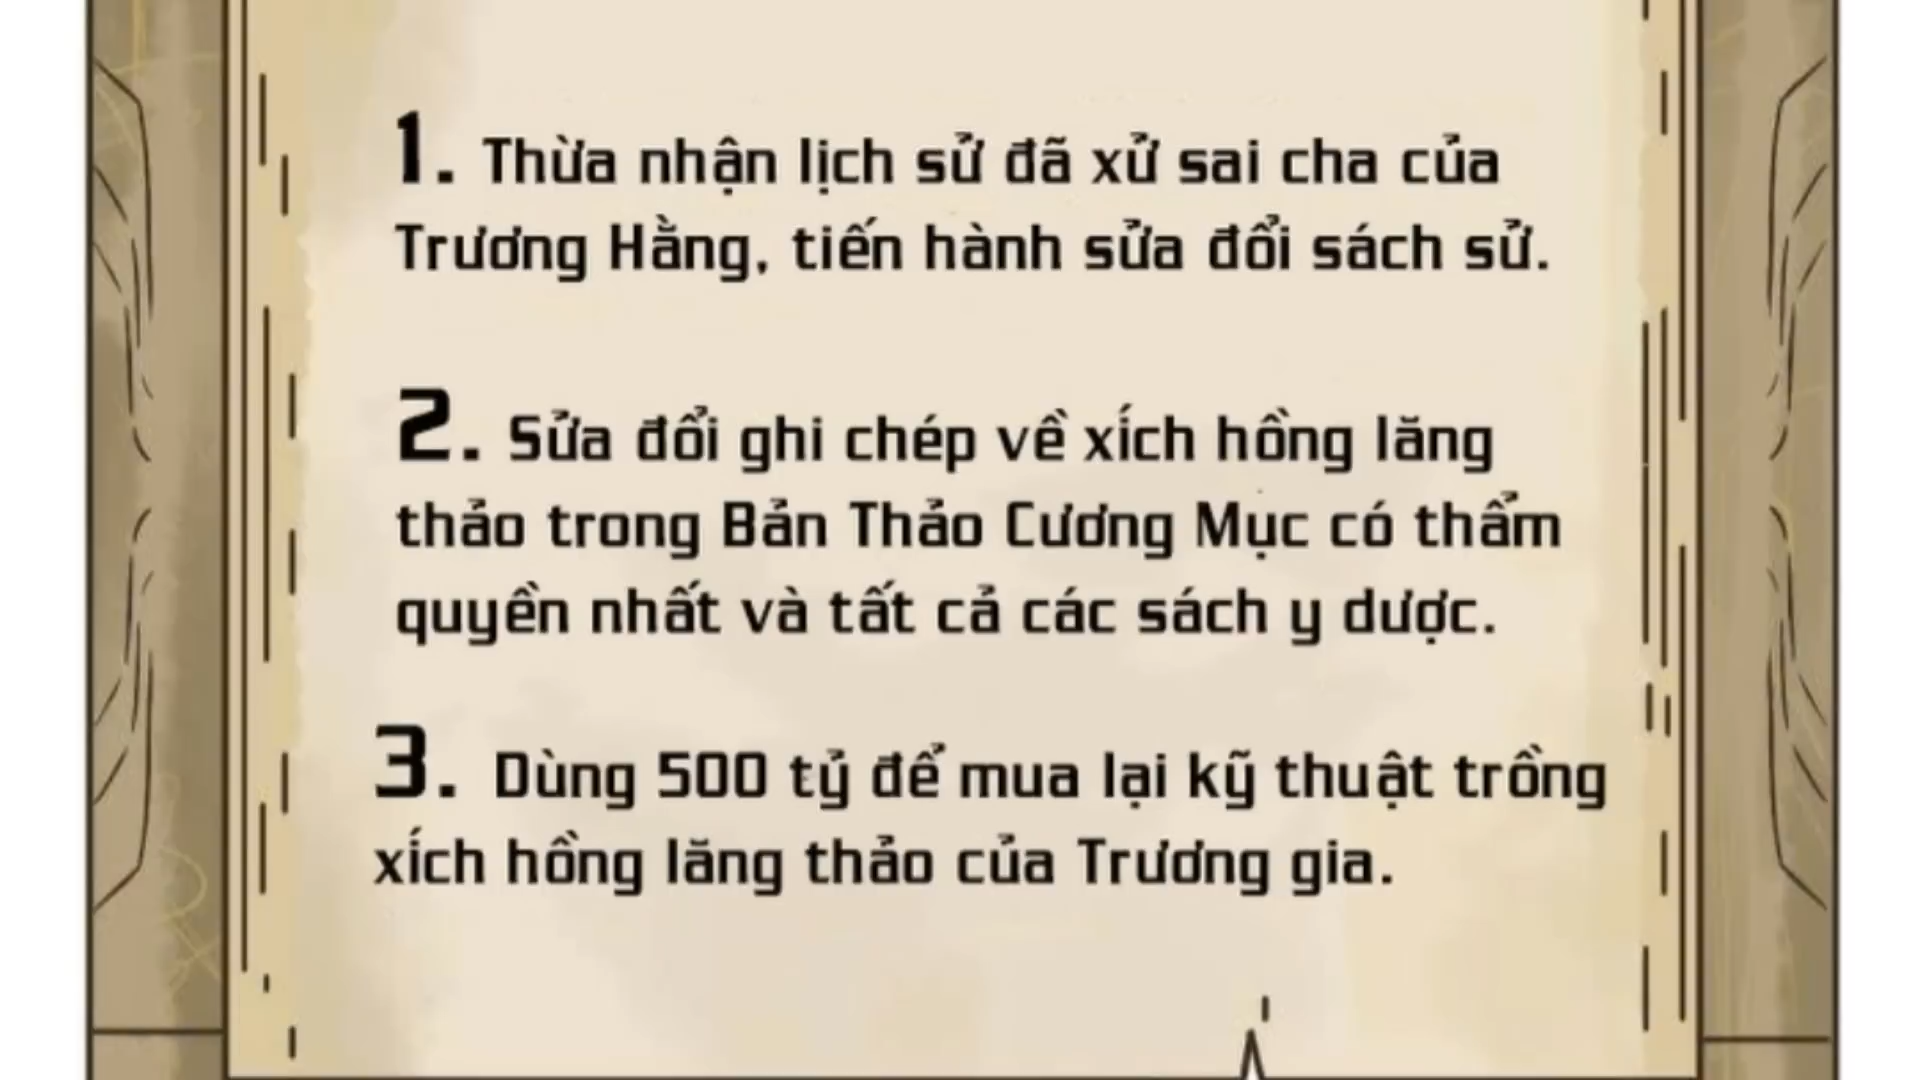 1. Thừa nhận lịch sử đã xử sai cha của
Trương Hằng, tiến hành sửa đổi sách sử.
2. Sửa đổi ghi chép về xích hồng lăng
thảo trong Bản Thảo Cương Mục có thẩm
quyền nhất và tất cả các sách y dược.
3. Dùng 500 tỷ để mua lại kỹ thuật trồng
xích hồng lăng thảo của Trương gia.